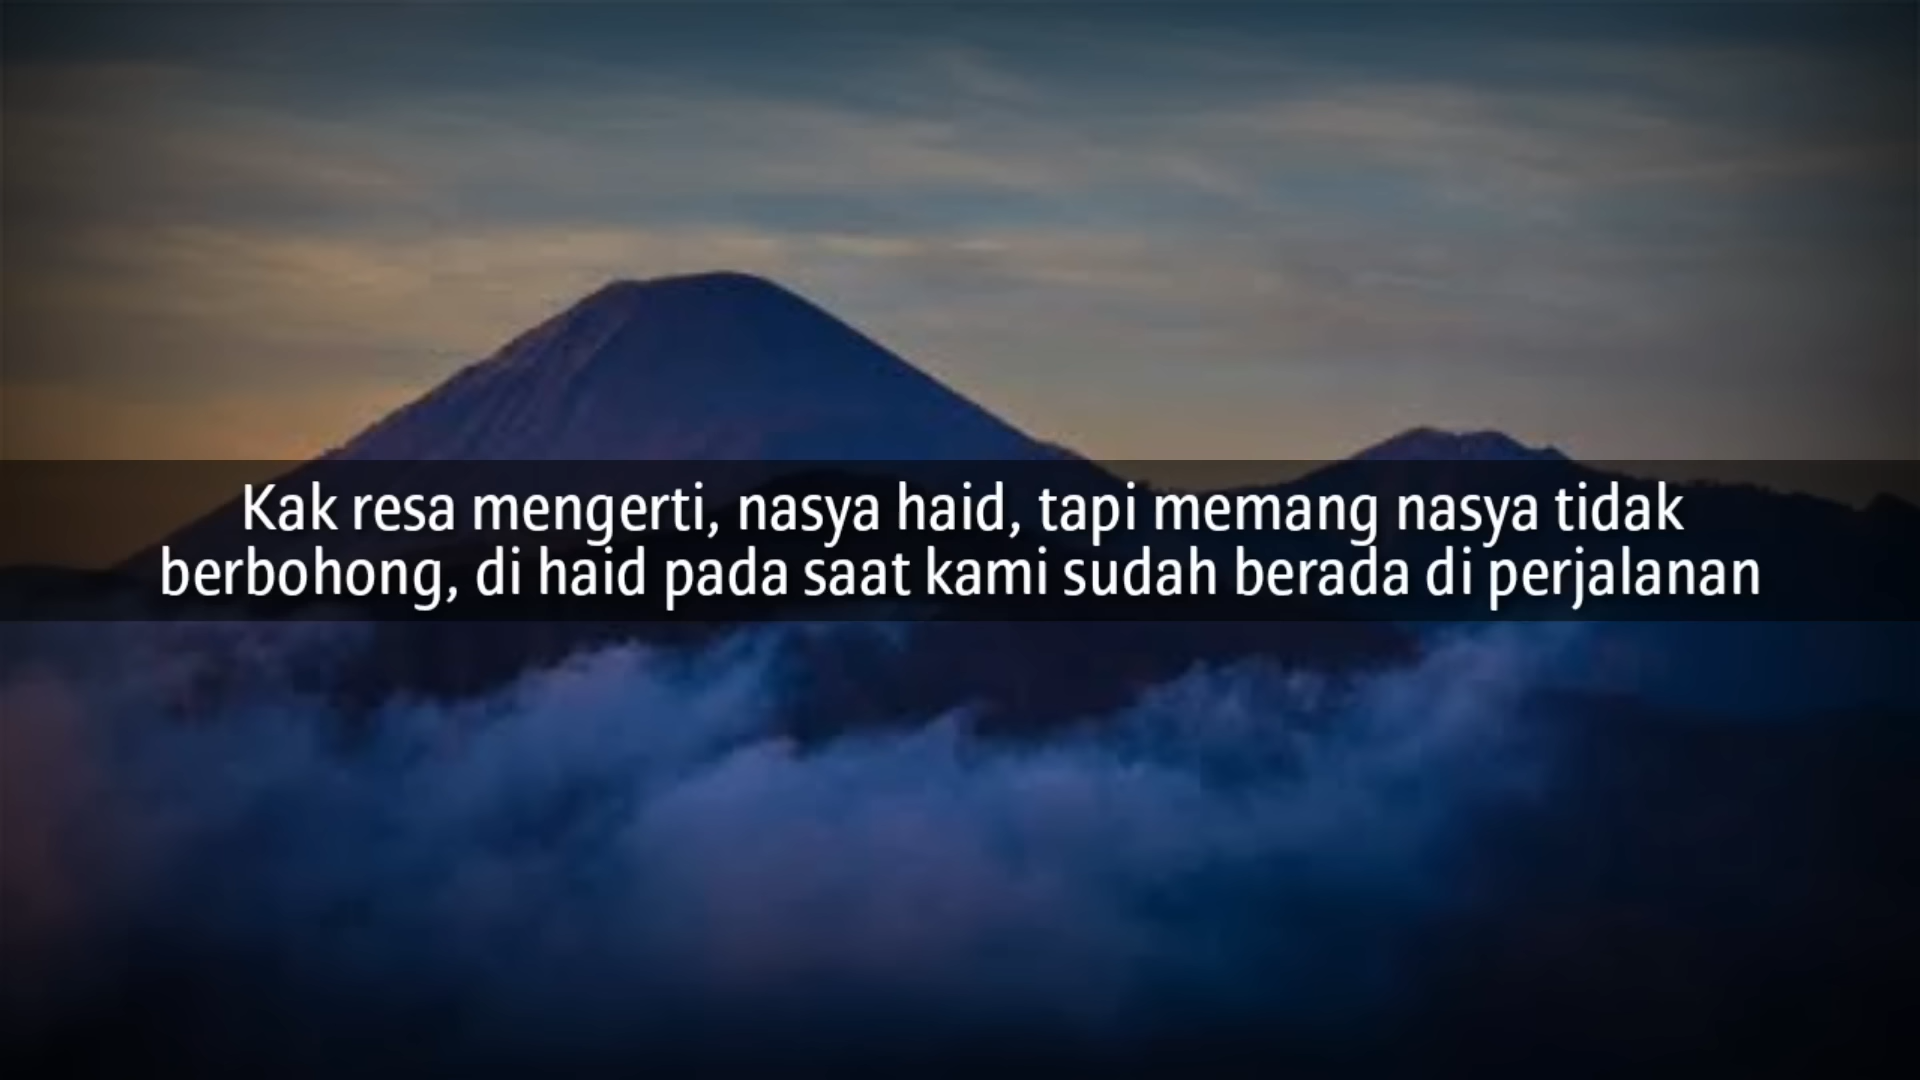 Kak resa mengerti, nasya haid, tapi memang nasya tidak
berbohong, di haid pada saat kami sudah berada di perjalanan